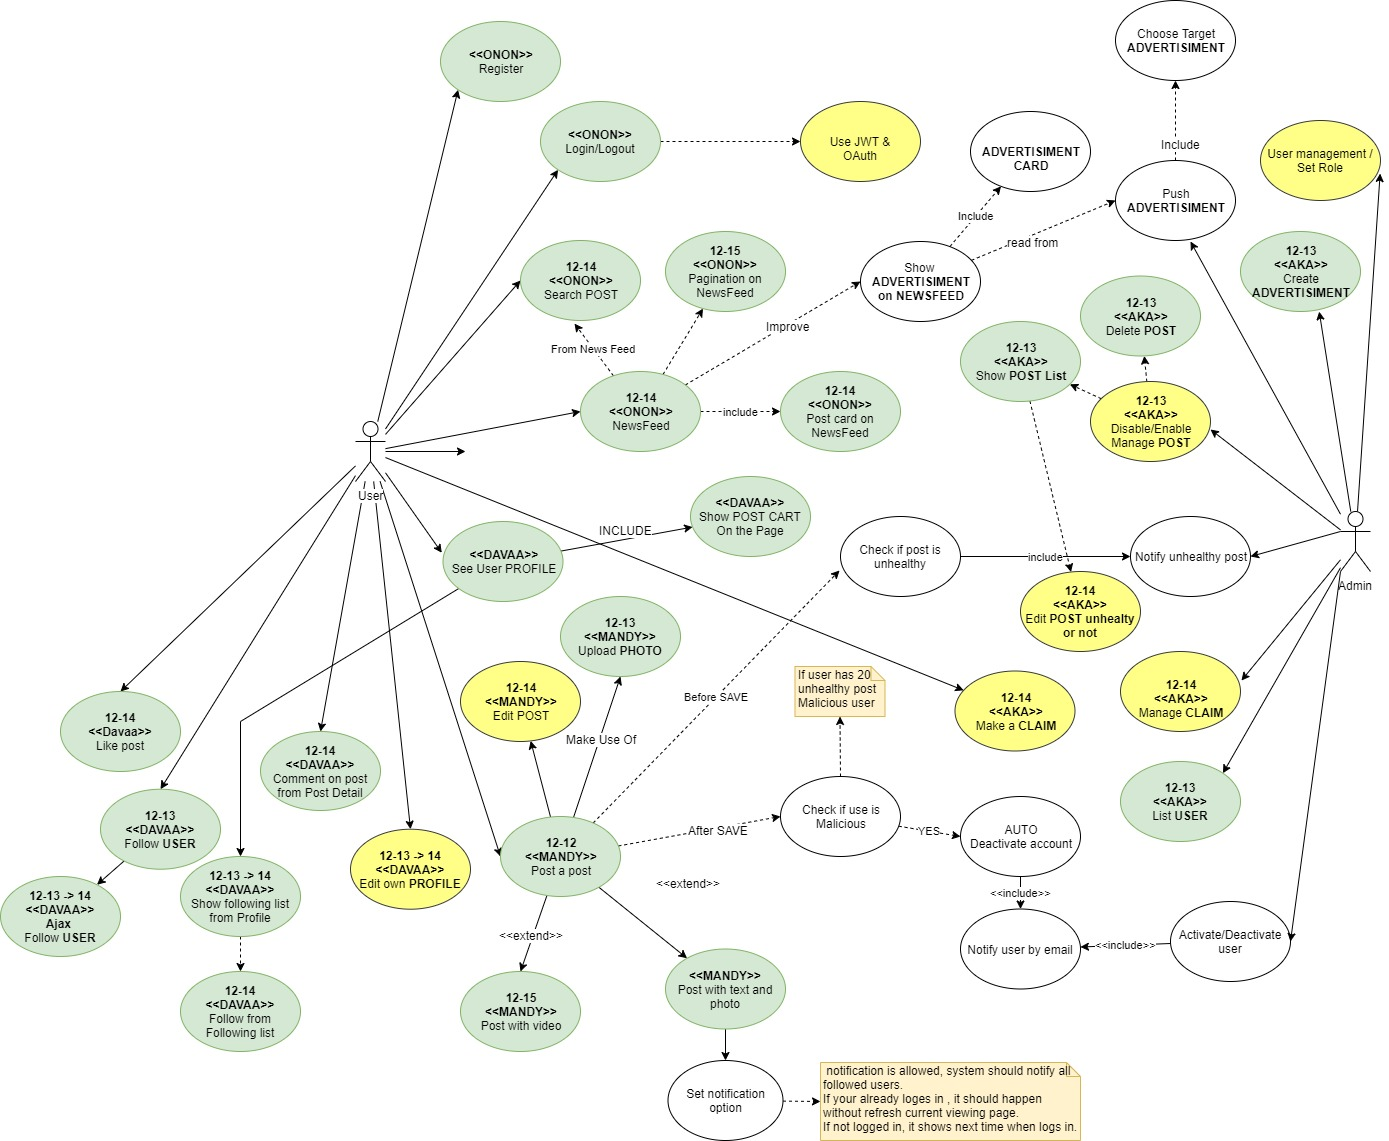 Choose Target
ADVERTISIMENT
<<ONON>>
Register
<<ONON>>
Login/Logout
Use JWT &
OAuth
ADVERTISIMENT
CARD
Include
User management /
Set Role
Push
ADVERTISIMENT
Include
read from
12-14
<<ONON>>
Search POST
12-15
<<ONON>>
Pagination on
NewsFeed
Show
ADVERTISIMENT
on NEWSFEED
12-13
<<AKA>>
Create
ADVERTISIMENT
12-13
<<AKA>>
Delete POST
Improve
From News Feed
12-13
<<AKA>>
Show POST List
12-14
<<ONON>>
NewsFeed
include
12-14
<<ONON>>
Post card on
NewsFeed
12-13
<<AKA>>
Disable/Enable
Manage POST
User
<<DAVAA>>
Show POST CART
On the Page
INCLUDE
<<DAVAA>>
See User PROFILE
Check if post is
unhealthy
include
Notify unhealthy post
Admin
12-14
<<AKA>>
Edit POST unhealty
or not
12-13
<<MANDY>>
Upload PHOTO
12-14
<<MANDY>>
Edit POST
Before SAVE
If user has 20
unhealthy post
Malicious user
12-14
<<AKA>>
Make a CLAIM
12-14
<<AKA>>
Manage CLAIM
12-14
<<Davaa>>
Like post
Make Use Of
12-14
<<DAVAA>>
Comment on post
from Post Detail
12-13
<<AKA>>
List USER
12-13
<<DAVAA>>
Follow USER
Check if use is
Malicious
After SAVE
YES
AUTO
Deactivate account
12-12
<<MANDY>>
Post a post
12-13 -> 14
<<DAVAA>>
Edit own PROFILE
12-13 -> 14
<<DAVAA>>
Show following list
from Profile
12-13 -> 14
<<DAVAA>>
Ajax
Follow USER
<<extend>>
<<include>>
<<extend>>
Notify user by email
<<include>>
Activate/Deactivate
user
12-14
<<DAVAA>>
Follow from
Following list
12-15
<<MANDY>>
Post with video
<<MANDY>>
Post with text and
photo
Set notification
option
notification is allowed, system should notify all
followed users.
If your already loges in , it should happen
without refresh current viewing page.
If not logged in, it shows next time when logs in.